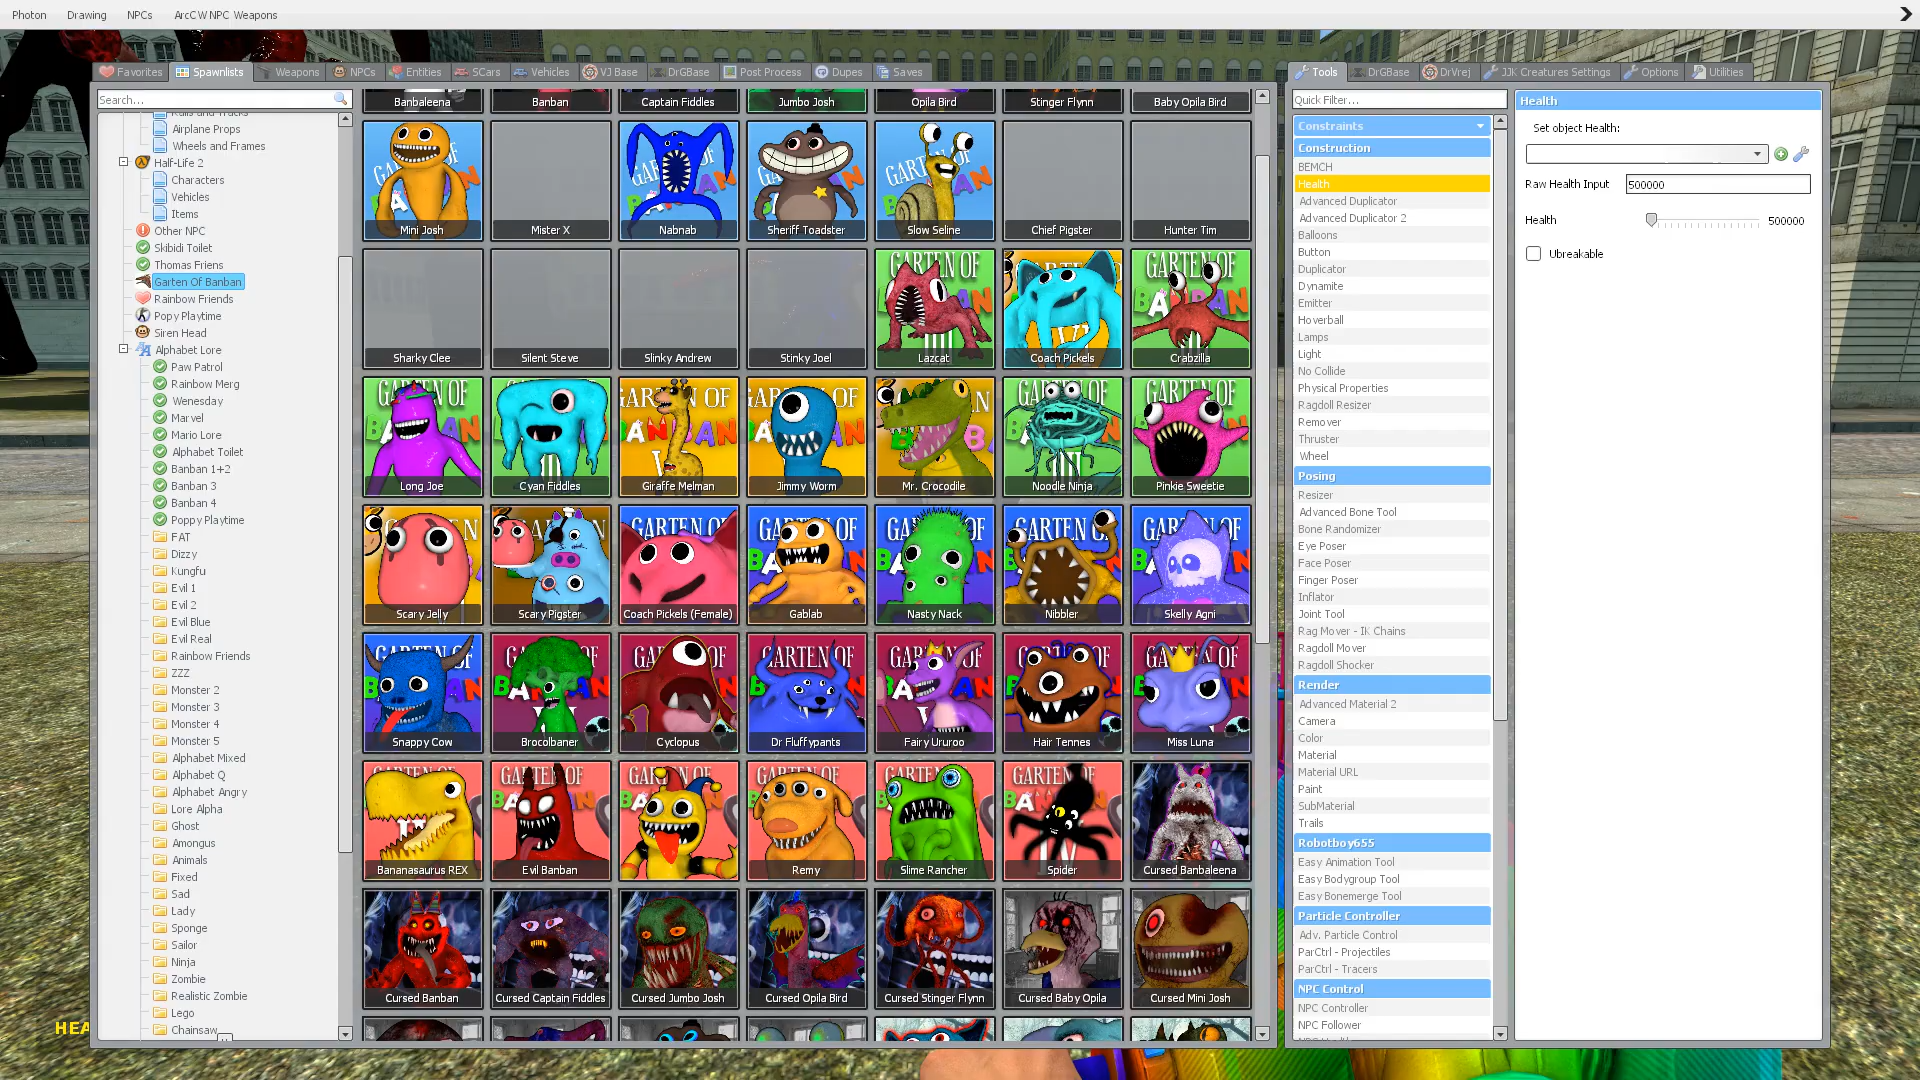 Photon Drawing NPCs ArcCW NPC Weapons
Favorites Spawnlists Weapons NPCs Entities SCars Vehicles VJ Base DrGBase Post Process Dupes Saves
Tools DrGBase DrVrej JJK Creatures Settings Options Utilities
Search...
Rails and Tracks
Airplane Props
Wheels and Frames
Half-Life 2
Characters
Vehicles
Items
Other NPC
Skibidi Toilet
Thomas Friens
Garten Of Banban
Rainbow Friends
Popy Playtime
Siren Head
Alphabet Lore
Paw Patrol
Rainbow Merg
Wenesday
Marvel
Mario Lore
Alphabet Toilet
Banban 1+2
Banban 3
Banban 4
Poppy Playtime
FAT
Dizzy
Kungfu
Evil 1
Evil 2
Evil Blue
Evil Real
Rainbow Friends
ZZZ
Monster 2
Monster 3
Monster 4
Monster 5
Alphabet Mixed
Alphabet Q
Alphabet Angry
Lore Alpha
Ghost
Amongus
Animals
Fixed
Sad
Lady
Sponge
Sailor
Ninja
Zombie
Realistic Zombie
Lego
Chainsaw
HEA
Banbaleena Banban Captain Fiddles Jumbo Josh Opila Bird Stinger Flynn Baby Opila Bird
Mini Josh Mister X Nabnab Sheriff Toadster Slow Seline Chief Pigster Hunter Tim
Sharky Clee Silent Steve Slinky Andrew Stinky Joel Lazcat Coach Pickels Crabzilla
Long Joe Cyan Fiddles Giraffe Melman Jimmy Worm Mr. Crocodile Noodle Ninja Pinkie Sweetie
Scary Jelly Scary Pigster Coach Pickels (Female) Gablab Nasty Nack Nibbler Skelly Agni
Snappy Cow Brocolbaner Cyclopus Dr Fluffypants Fairy Ururoo Hair Tennes Miss Luna
Bananasaurus REX Evil Banban Remy Slime Rancher Spider Cursed Banbaleena
Cursed Banban Cursed Captain Fiddles Cursed Jumbo Josh Cursed Opila Bird Cursed Stinger Flynn Cursed Baby Opila Cursed Mini Josh
Quick Filter...
Constraints
Construction
BEMCH
Health
Advanced Duplicator
Advanced Duplicator 2
Balloons
Button
Duplicator
Dynamite
Emitter
Hoverball
Lamps
Light
No Collide
Physical Properties
Ragdoll Resizer
Remover
Thruster
Wheel
Posing
Resizer
Advanced Bone Tool
Bone Randomizer
Eye Poser
Face Poser
Finger Poser
Inflator
Joint Tool
Rag Mover - IK Chains
Ragdoll Mover
Ragdoll Shocker
Render
Advanced Material 2
Camera
Color
Material
Material URL
Paint
SubMaterial
Trails
Robotboy655
Easy Animation Tool
Easy Bodygroup Tool
Easy Bonemerge Tool
Particle Controller
Adv. Particle Control
ParCtrl - Projectiles
ParCtrl - Tracers
NPC Control
NPC Controller
NPC Follower
Health
Set object Health:
Raw Health Input 500000
Health 500000
Ubreakable